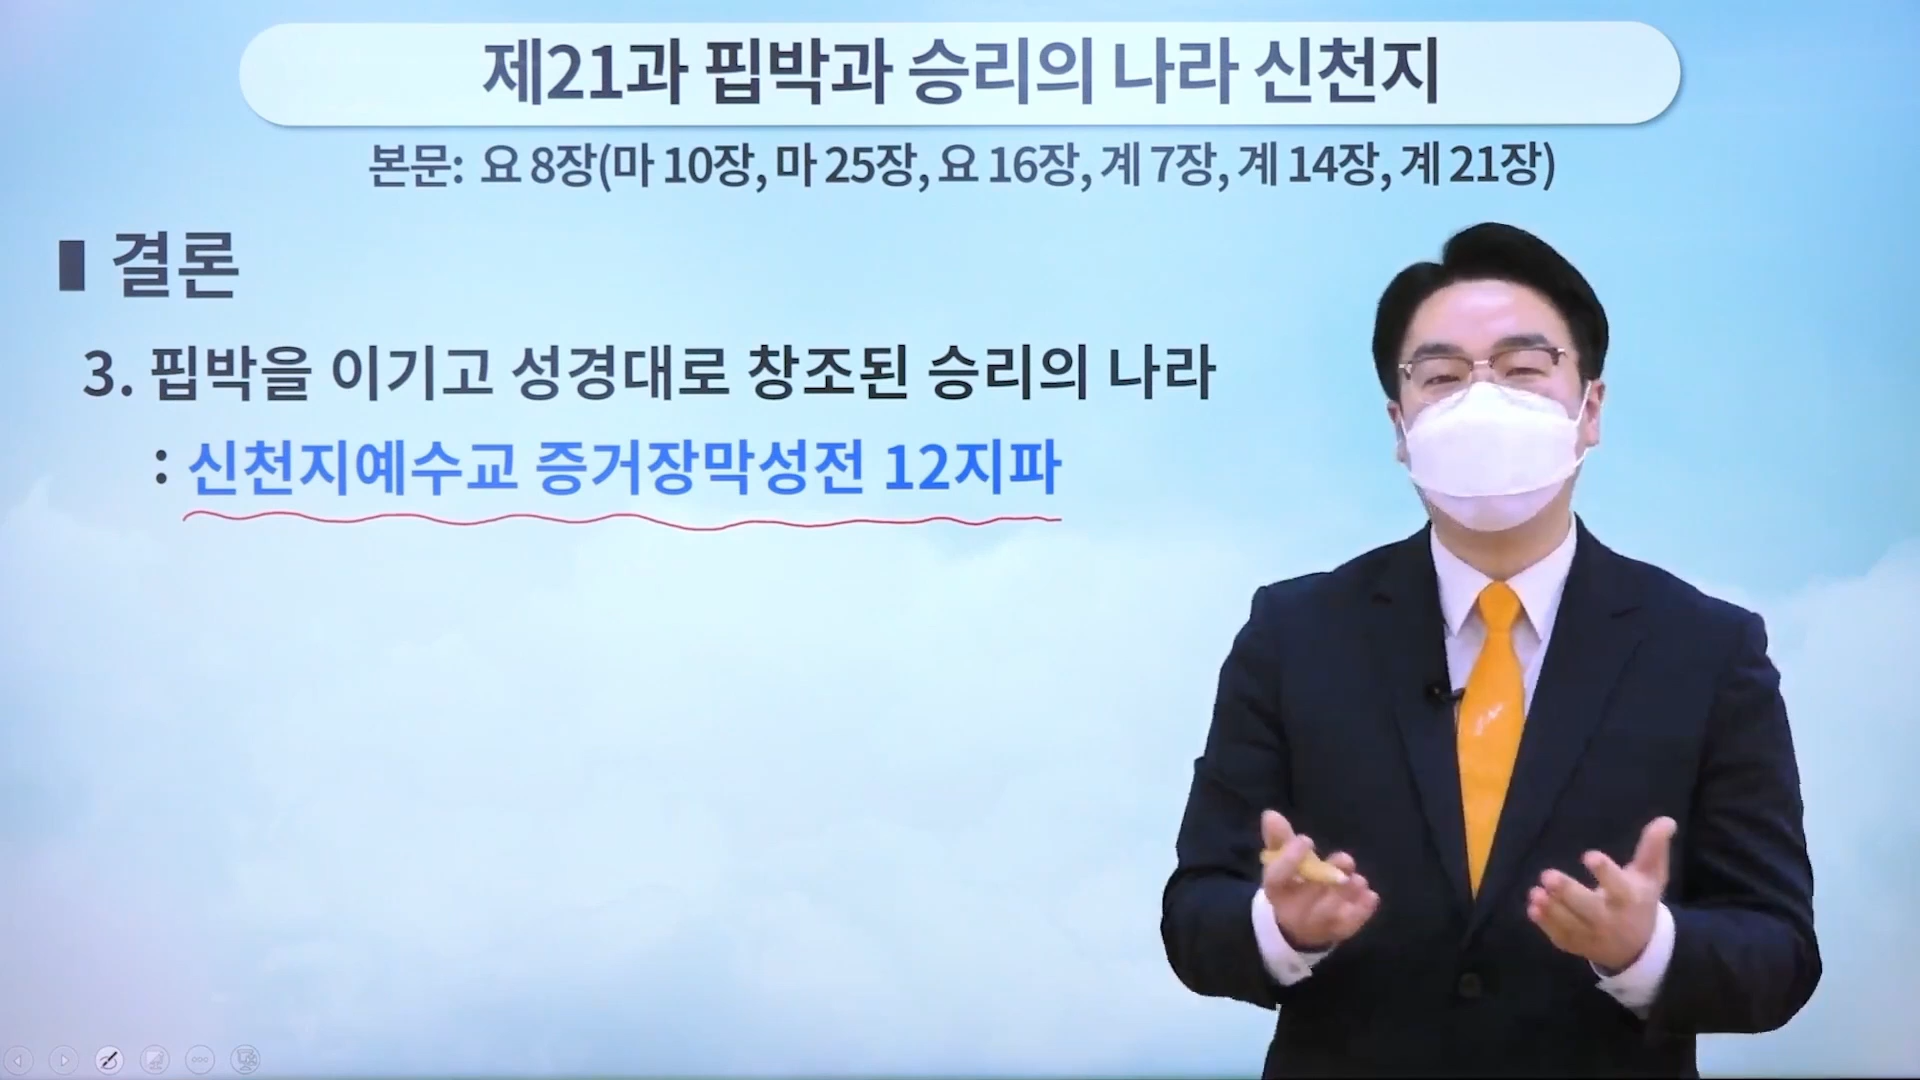 제21과 핍박과 승리의 나라 신천지
본문: 요 8장(마 10장, 마 25장, 요 16장, 계 7장, 계 14장, 계 21장)
결론
3. 핍박을 이기고 성경대로 창조된 승리의 나라
: 신천지예수교 증거장막성전 12지파